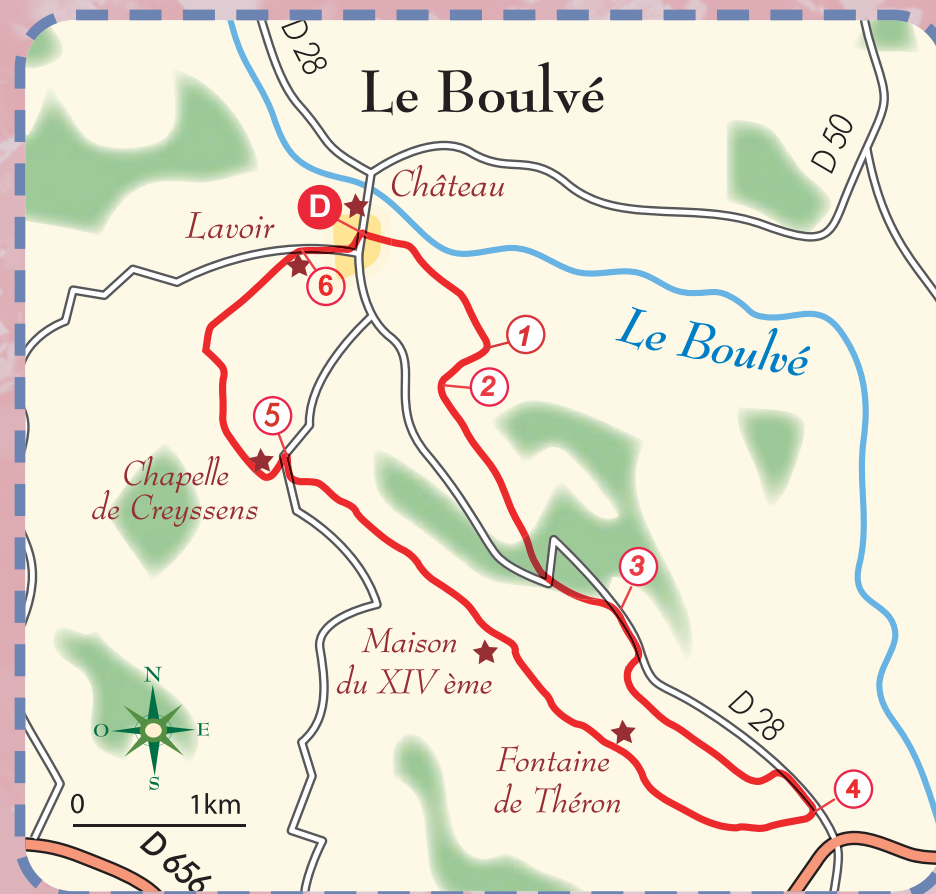 D 28
Le Boulvé
D 50
Château
D
Lavoir
6
1
Le Boulvé
2
5
Chapelle
de Creyssens
3
Maison
du XIV ème
N
O
E
S
D 28
Fontaine
de Théron
4
0
1km
D 656